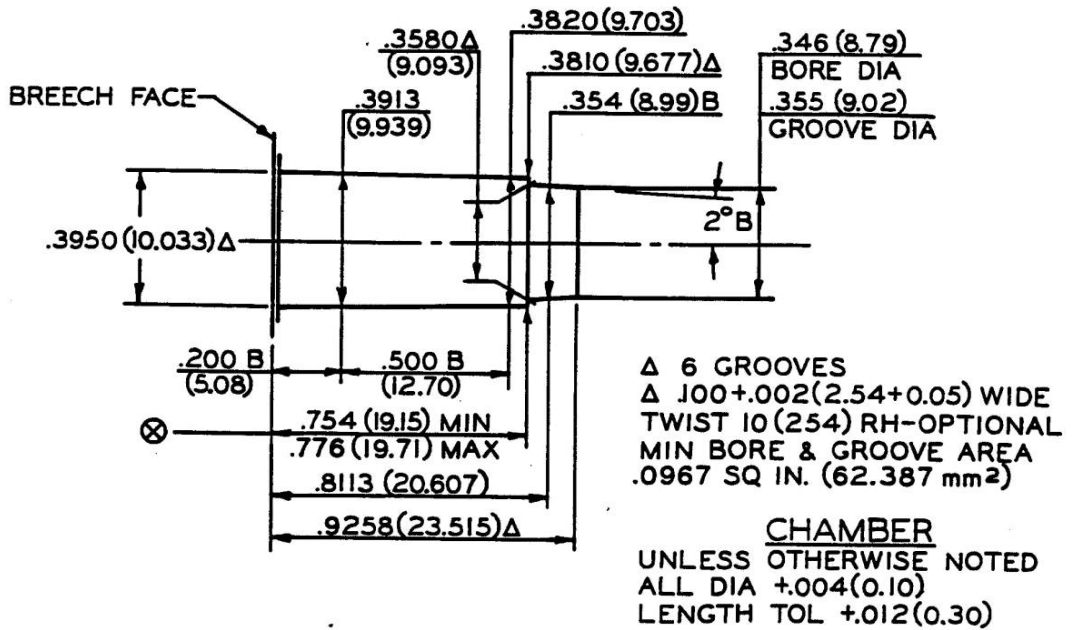 .3820(9.703)
.3580Δ
(9.093)
.3810(9.677)Δ
.354(8.99)B
.346(8.79)
BORE DIA
.355(9.02)
GROOVE DIA
BREECH FACE
.3913
(9.939)
.3950(10.033)Δ
2°B
.200 B
(5.08)
.500 B
(12.70)
.754(19.15) MIN
.776(19.71) MAX
.8113(20.607)
.9258(23.515)Δ
Δ 6 GROOVES
Δ .100+.002(2.54+0.05) WIDE
TWIST 10(254) RH-OPTIONAL
MIN BORE & GROOVE AREA
.0967 SQ IN. (62.387 mm2)
CHAMBER
UNLESS OTHERWISE NOTED
ALL DIA +.004(0.10)
LENGTH TOL +.012(0.30)